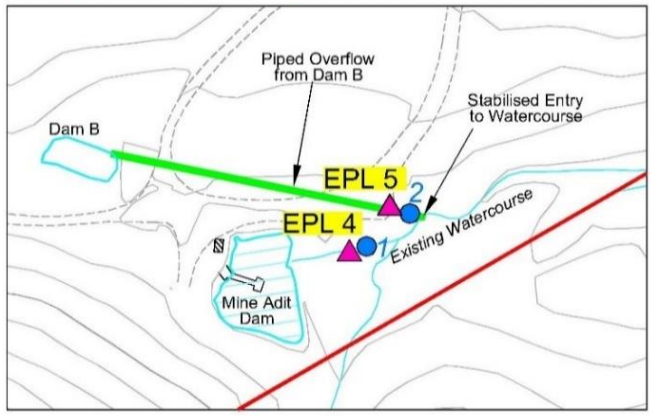 Piped Overflow
from Dam B
Stabilised Entry
to Watercourse
Dam B
EPL 5
2
EPL 4
1
Existing Watercourse
Mine Adit
Dam